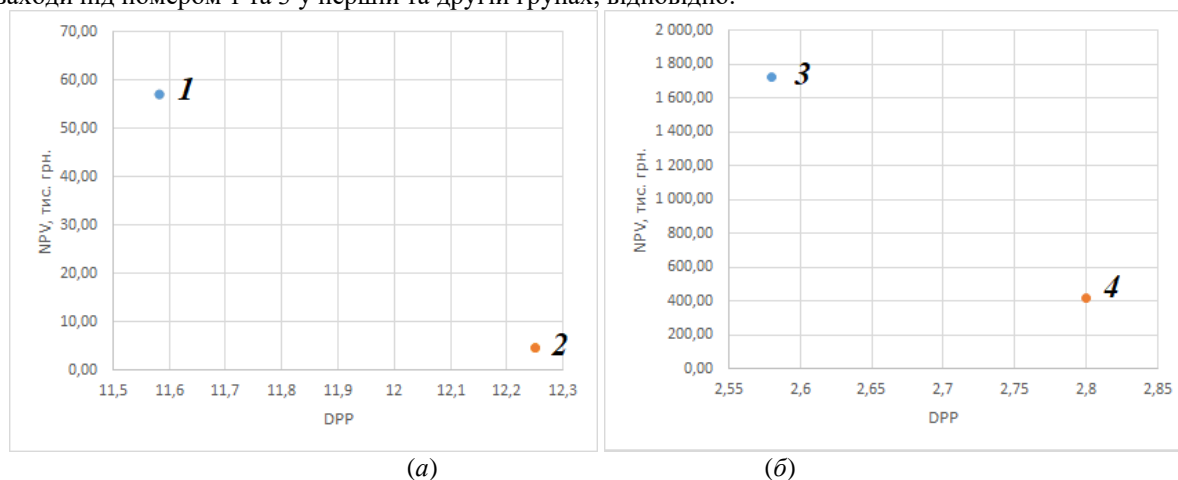 заходи під номером 1 та 3 у першій та другій групах, відповідно.
70,00
60,00
50,00
40,00
30,00
20,00
10,00
0,00
11,5 11,6 11,7 11,8 11,9 12 12,1 12,2 12,3
DPP
NPV, тис. грн.
1
2
2 000,00
1 800,00
1 600,00
1 400,00
1 200,00
1 000,00
800,00
600,00
400,00
200,00
0,00
2,55 2,6 2,65 2,7 2,75 2,8 2,85
DPP
NPV, тис. грн.
3
4
(а) (б)